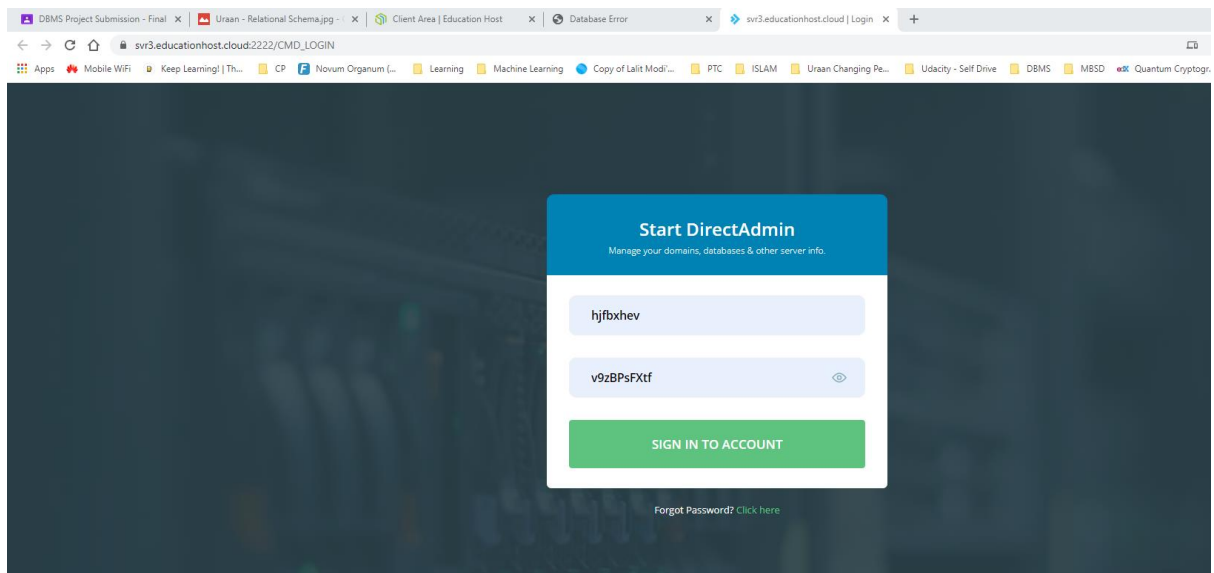 DBMS Project Submission - Final
Uraan - Relational Schema.jpg -
Client Area | Education Host
Database Error
svr3.educationhost.cloud | Login
svr3.educationhost.cloud:2222/CMD_LOGIN
Apps Mobile WiFi Keep Learning! | Th... CP Novum Organum (... Learning Machine Learning Copy of Lalit Modi'... PTC ISLAM Uraan Changing Pe... Udacity - Self Drive DBMS MBSD Quantum Cryptogr...
Start DirectAdmin
Manage your domains, databases & other server info.
hjfbxhev
v9zBPsFXtf
SIGN IN TO ACCOUNT
Forgot Password? Click here